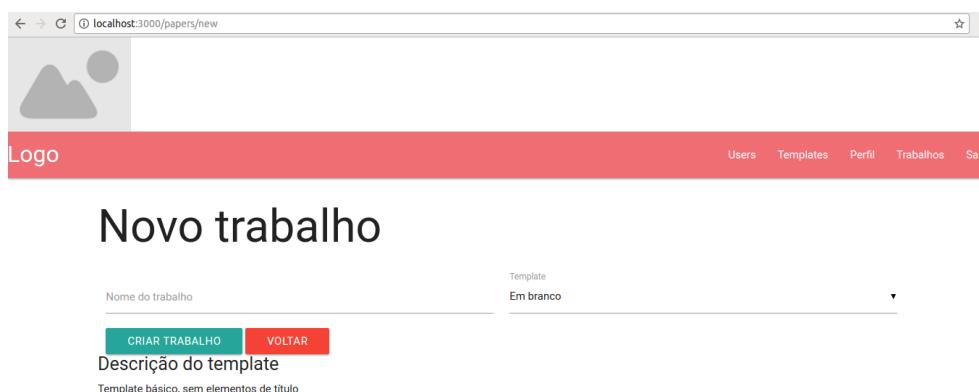 localhost:3000/papers/new
Logo
Users Templates Perfil Trabalhos Sa
Novo trabalho
Template
Nome do trabalho Em branco
CRIAR TRABALHO VOLTAR
Descrição do template
Template básico, sem elementos de título